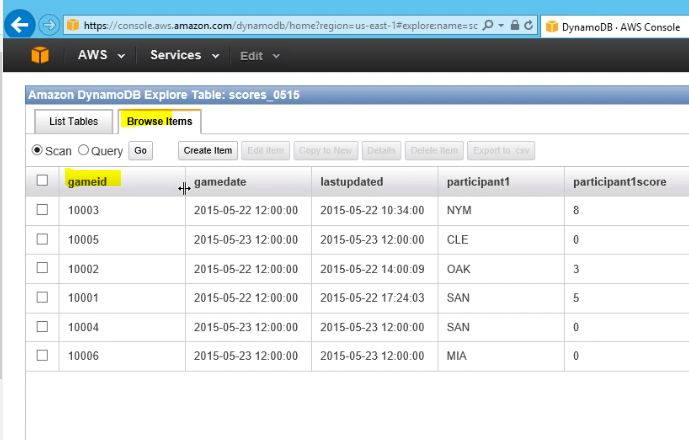 https://console.aws.amazon.com/dynamodb/home?region=us-east-1#explore:name=sc
DynamoDB · AWS Console
AWS Services Edit
Amazon DynamoDB Explore Table: scores_0515
List Tables Browse Items
Scan Query Go Create Item Edit Item Copy to New Details Delete Item Export to .csv
gameid gamedate lastupdated participant1 participant1score
10003 2015-05-22 12:00:00 2015-05-22 10:34:00 NYM 8
10005 2015-05-23 12:00:00 2015-05-23 12:00:00 CLE 0
10002 2015-05-22 12:00:00 2015-05-22 14:00:09 OAK 3
10001 2015-05-22 12:00:00 2015-05-22 17:24:03 SAN 5
10004 2015-05-23 12:00:00 2015-05-23 12:00:00 SAN 0
10006 2015-05-23 12:00:00 2015-05-23 12:00:00 MIA 0